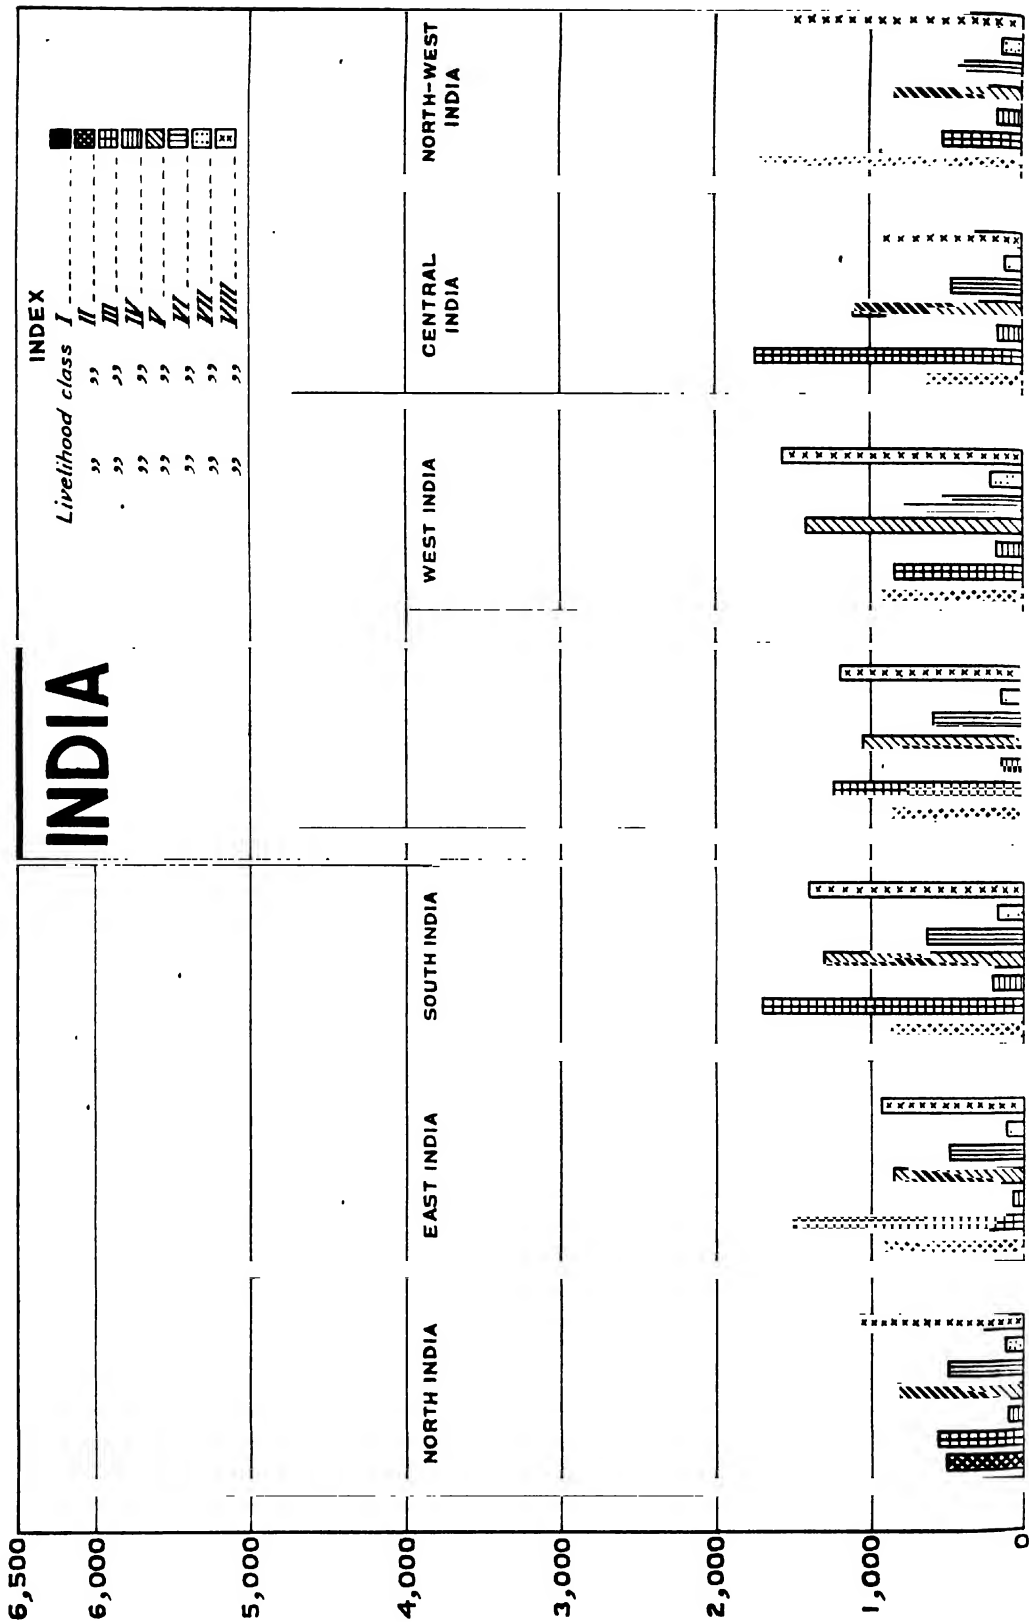 INDIA
INDEX
Livelihood class I
" " II
" " III
" " IV
" " V
" " VI
" " VII
" " VIII
6,500
6,000
5,000
4,000
3,000
2,000
1,000
0
NORTH INDIA
EAST INDIA
SOUTH INDIA
WEST INDIA
CENTRAL
INDIA
NORTH-WEST
INDIA